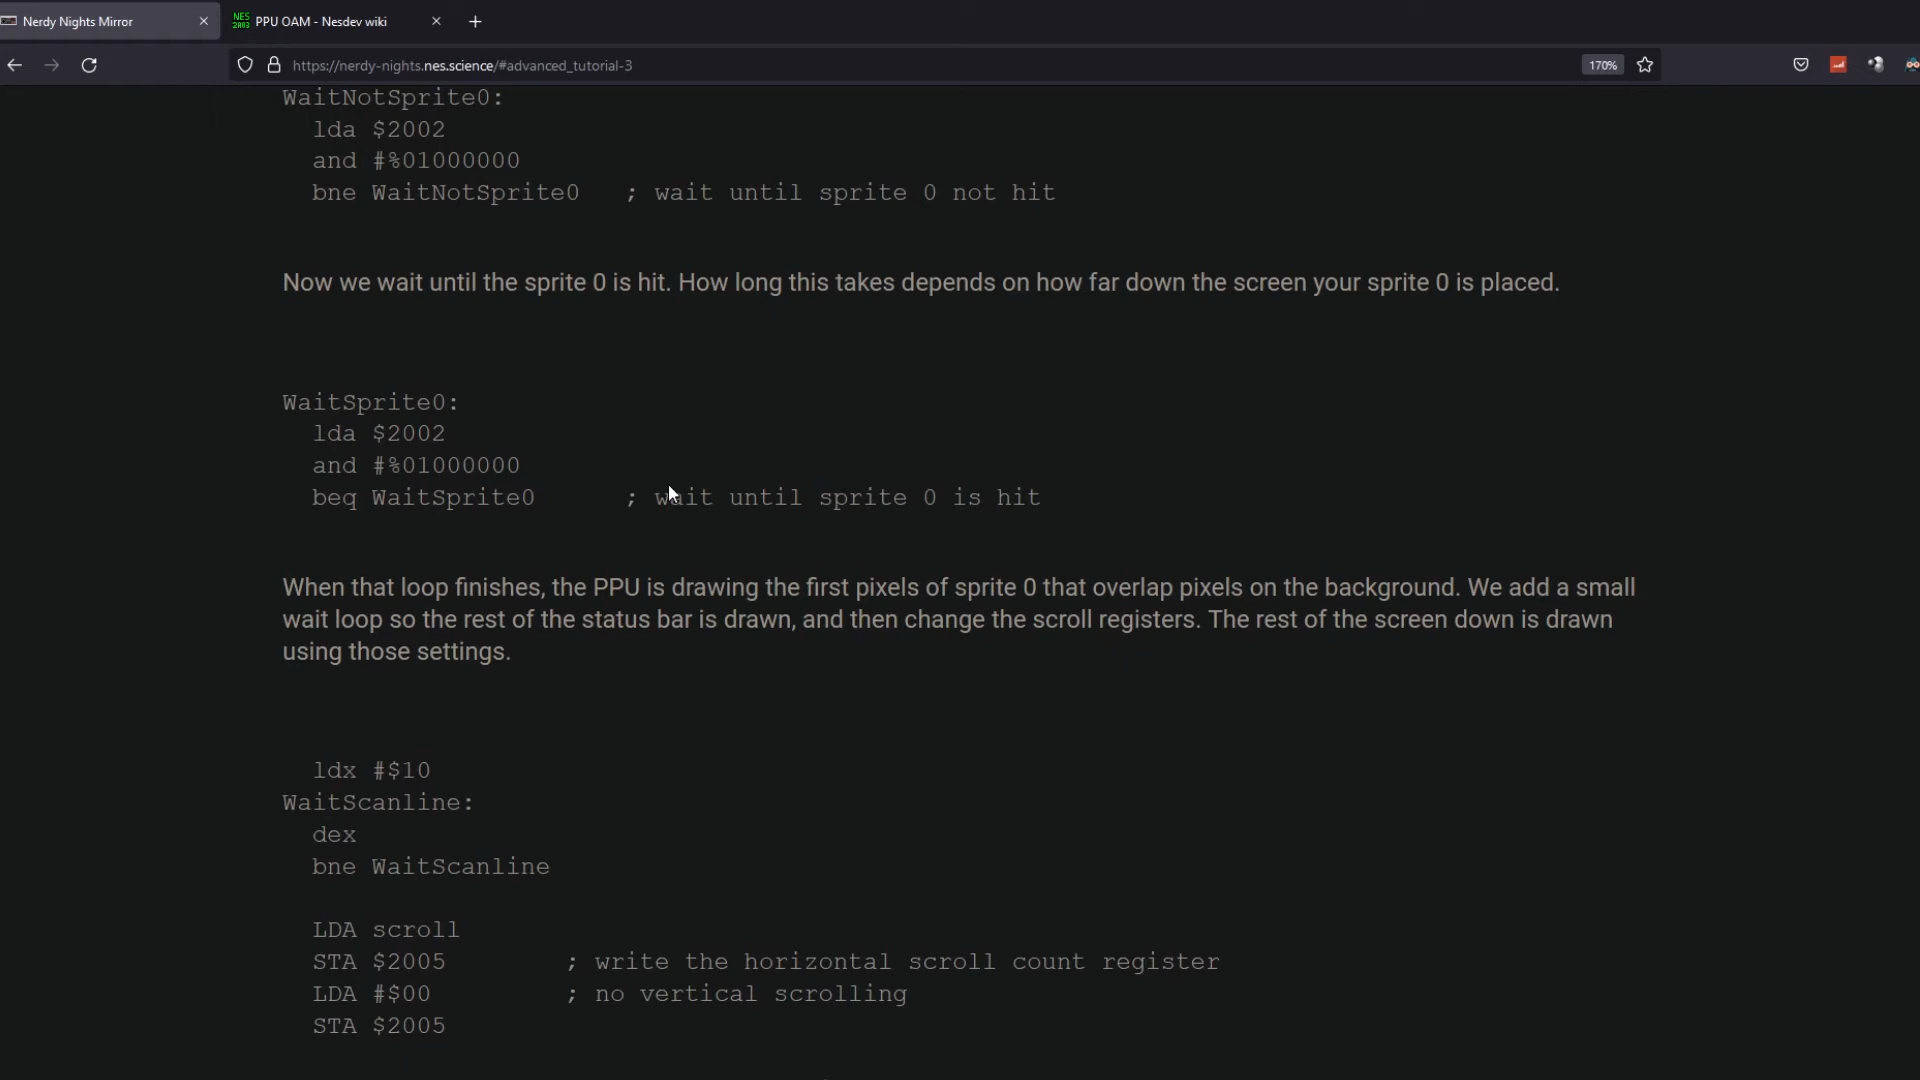 Nerdy Nights Mirror
NES 2A03 PPU OAM - Nesdev wiki
https://nerdy-nights.nes.science/#advanced_tutorial-3
170%
WaitNotSprite0:
lda $2002
and #%01000000
bne WaitNotSprite0   ; wait until sprite 0 not hit
Now we wait until the sprite 0 is hit. How long this takes depends on how far down the screen your sprite 0 is placed.
WaitSprite0:
lda $2002
and #%01000000
beq WaitSprite0      ; wait until sprite 0 is hit
When that loop finishes, the PPU is drawing the first pixels of sprite 0 that overlap pixels on the background. We add a small
wait loop so the rest of the status bar is drawn, and then change the scroll registers. The rest of the screen down is drawn
using those settings.
ldx #$10
WaitScanline:
dex
bne WaitScanline
LDA scroll
STA $2005        ; write the horizontal scroll count register
LDA #$00         ; no vertical scrolling
STA $2005